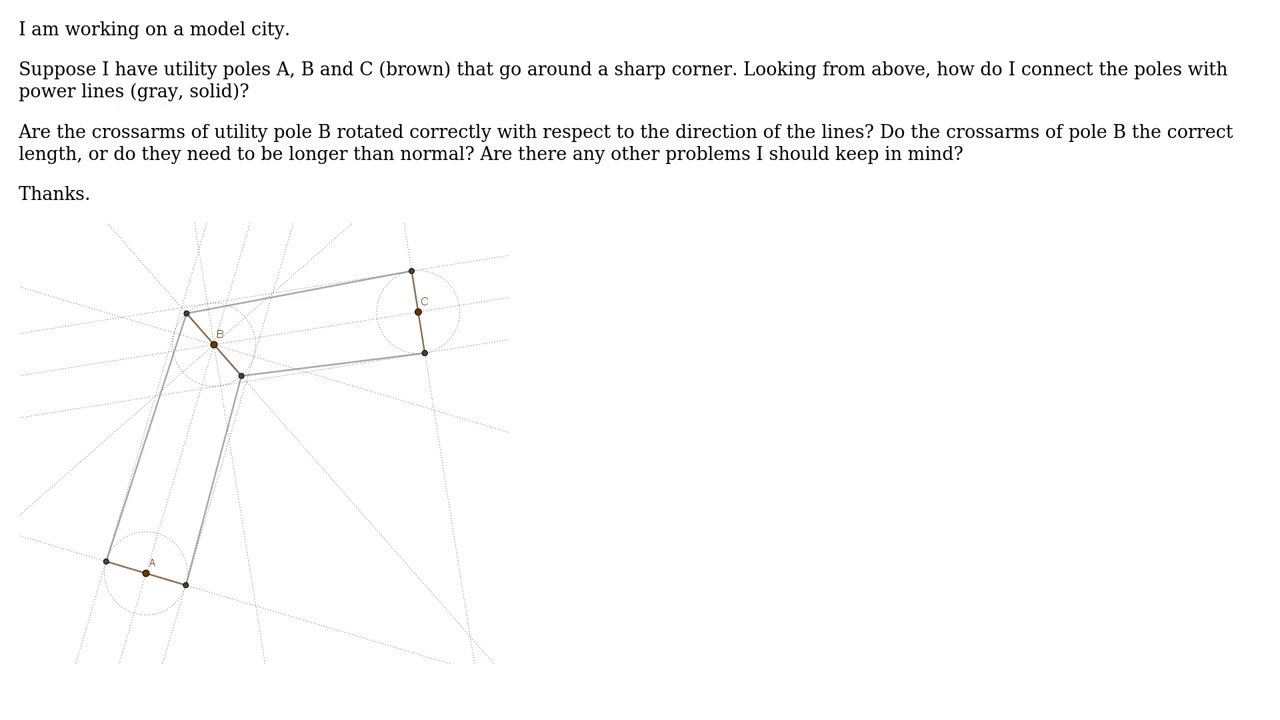 I am working on a model city.
Suppose I have utility poles A, B and C (brown) that go around a sharp corner. Looking from above, how do I connect the poles with
power lines (gray, solid)?
Are the crossarms of utility pole B rotated correctly with respect to the direction of the lines? Do the crossarms of pole B the correct
length, or do they need to be longer than normal? Are there any other problems I should keep in mind?
Thanks.
C
B
A